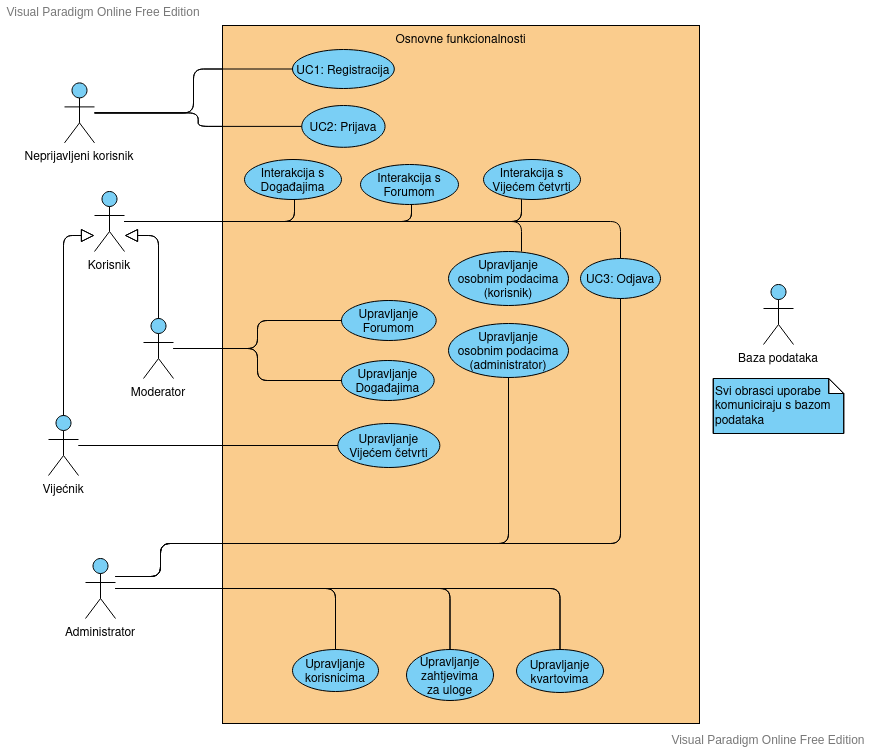 Visual Paradigm Online Free Edition
Osnovne funkcionalnosti
UC1: Registracija
UC2: Prijava
Neprijavljeni korisnik
Interakcija s
Događajima
Interakcija s
Forumom
Interakcija s
Vijećem četvrti
Korisnik
Upravljanje
osobnim podacima
(korisnik)
UC3: Odjava
Upravljanje
Forumom
Upravljanje
osobnim podacima
(administrator)
Baza podataka
Moderator
Upravljanje
Događajima
Svi obrasci uporabe
komuniciraju s bazom
podataka
Upravljanje
Vijećem četvrti
Vijećnik
Administrator
Upravljanje
korisnicima
Upravljanje
zahtjevima
za uloge
Upravljanje
kvartovima
Visual Paradigm Online Free Edition